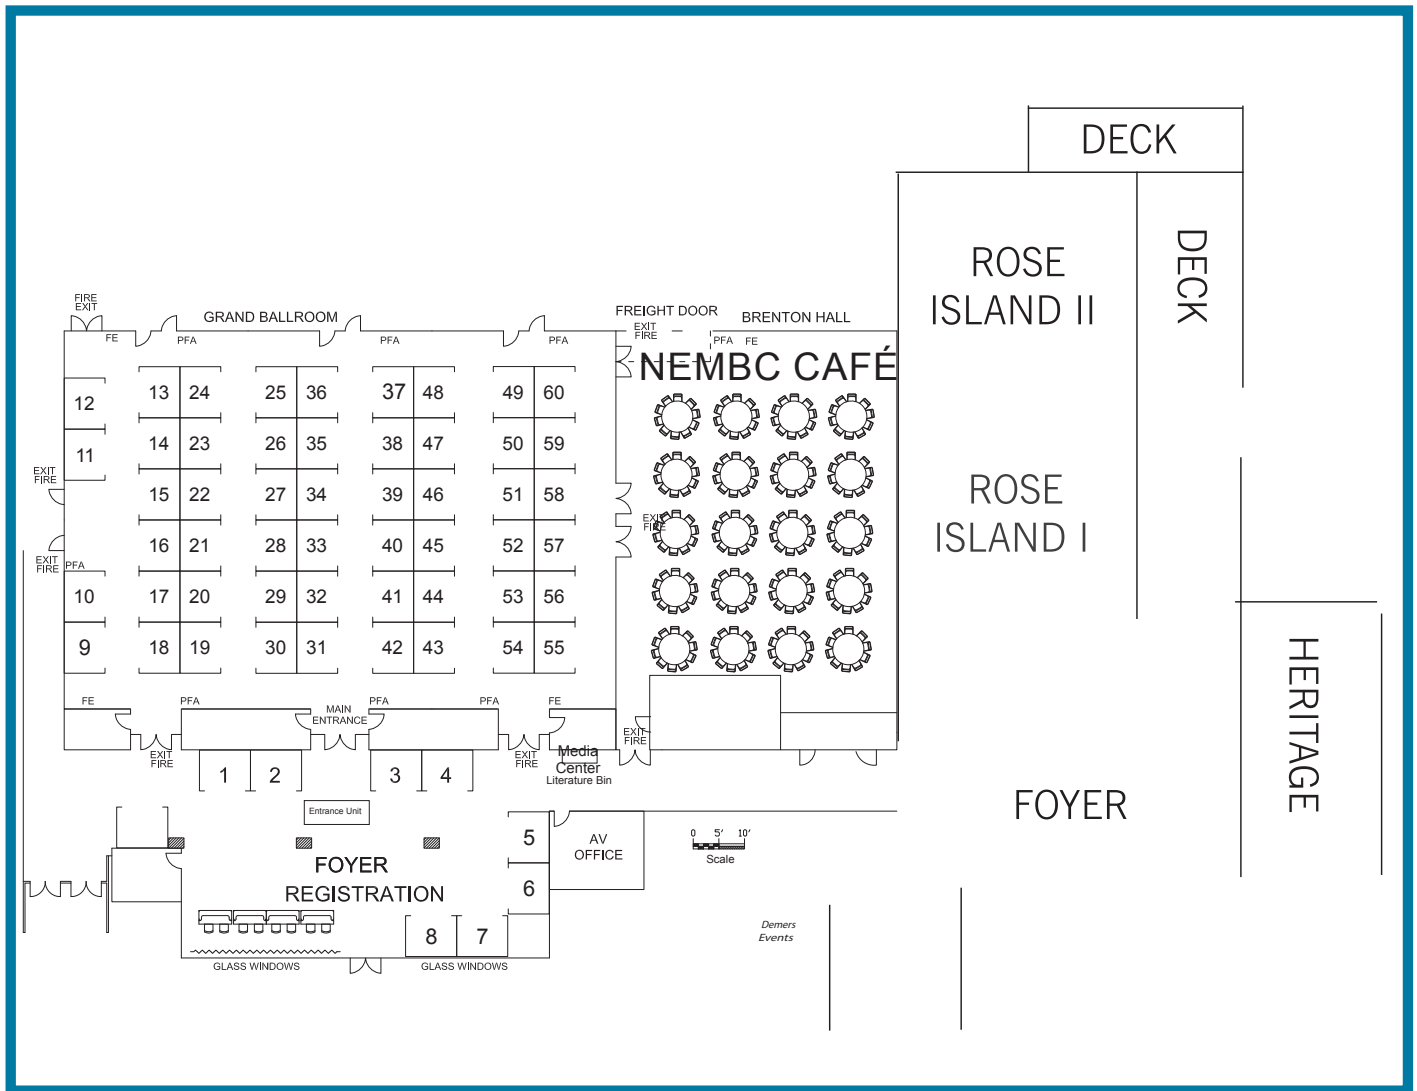 DECK
DECK
ROSE
ISLAND II
ROSE
ISLAND I
HERITAGE
FOYER
FIRE
EXIT
GRAND BALLROOM
FREIGHT DOOR
BRENTON HALL
EXIT
FIRE
FE
PFA
PFA
PFA
PFA FE
NEMBC CAFÉ
12
13 24
25 36
37 48
49 60
11
14 23
26 35
38 47
50 59
EXIT
FIRE
15 22
27 34
39 46
51 58
EXIT
FIRE
16 21
28 33
40 45
52 57
EXIT
FIRE
PFA
10
17 20
29 32
41 44
53 56
9
18 19
30 31
42 43
54 55
FE
PFA
MAIN
ENTRANCE
PFA
PFA
FE
EXIT
FIRE
EXIT
FIRE
EXIT
FIRE
Media
Center
Literature Bin
1 2
3 4
Entrance Unit
5
6
AV
OFFICE
0 5' 10'
Scale
FOYER
REGISTRATION
8 7
GLASS WINDOWS
GLASS WINDOWS
Demers
Events